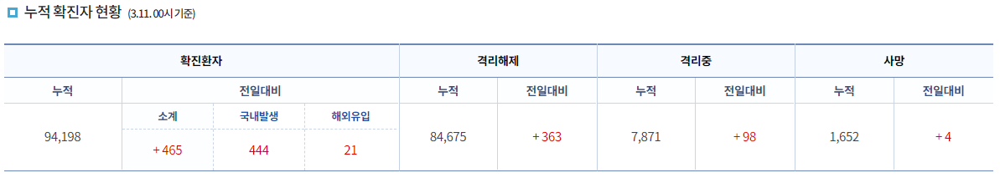 누적 확진자 현황 (3.11. 00시 기준)
확진환자 격리해제 격리중 사망
누적 전일대비 누적 전일대비 누적 전일대비 누적 전일대비
소계 국내발생 해외유입
94,198 84,675 + 363 7,871 + 98 1,652 + 4
+ 465 444 21